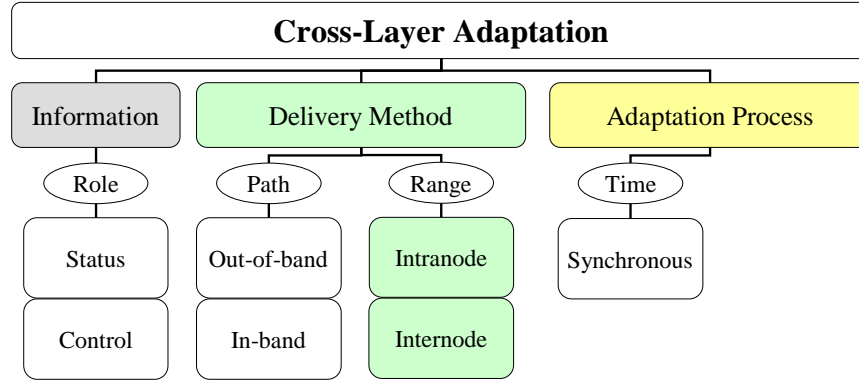 Cross-Layer Adaptation
Information
Delivery Method
Adaptation Process
Role
Path
Range
Time
Status
Out-of-band
Intranode
Synchronous
Control
In-band
Internode